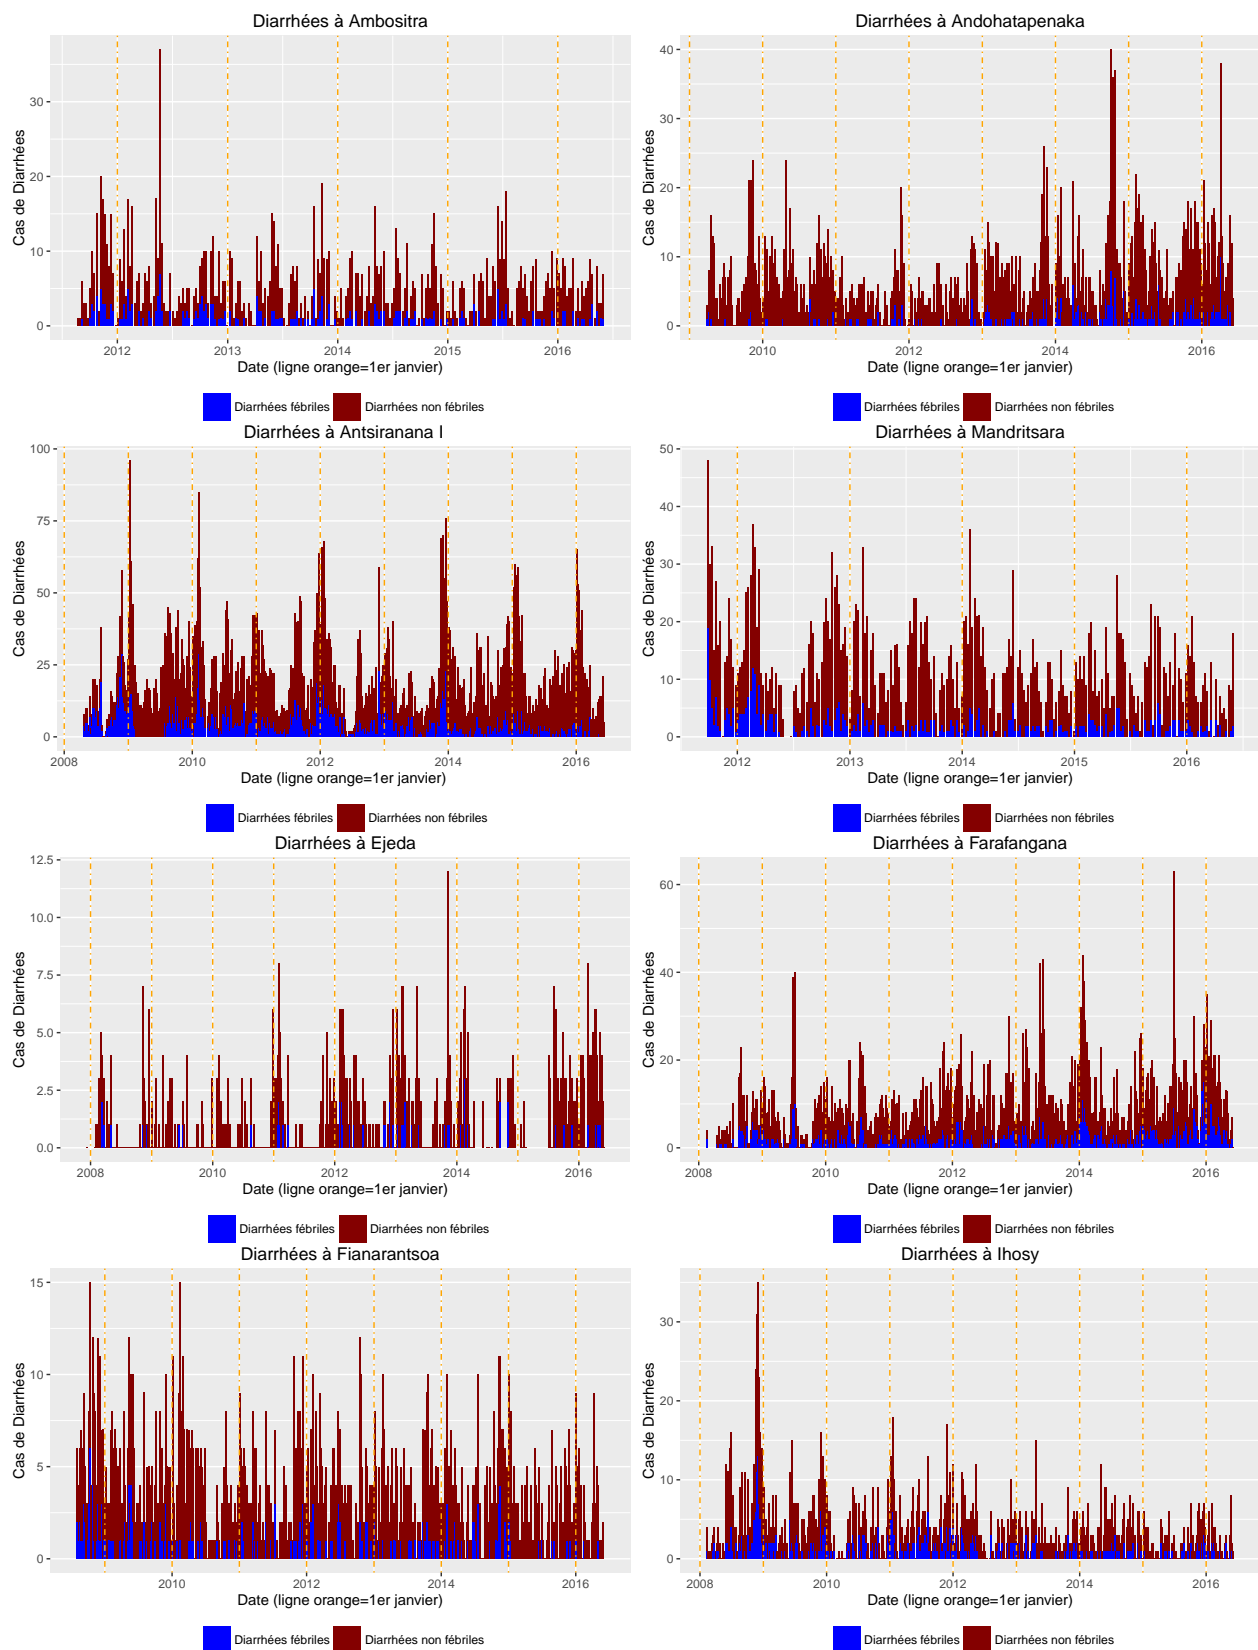 Diarrhées à Ambositra
Cas de Diarrhées
30
20
10
0
2012 2013 2014 2015 2016
Date (ligne orange=1er janvier)
Diarrhées fébriles Diarrhées non fébriles
Diarrhées à Andohatapenaka
Cas de Diarrhées
40
30
20
10
0
2010 2012 2014 2016
Date (ligne orange=1er janvier)
Diarrhées fébriles Diarrhées non fébriles
Diarrhées à Antsiranana I
Cas de Diarrhées
100
75
50
25
0
2008 2010 2012 2014 2016
Date (ligne orange=1er janvier)
Diarrhées fébriles Diarrhées non fébriles
Diarrhées à Mandritsara
Cas de Diarrhées
50
40
30
20
10
0
2012 2013 2014 2015 2016
Date (ligne orange=1er janvier)
Diarrhées fébriles Diarrhées non fébriles
Diarrhées à Ejeda
Cas de Diarrhées
12.5
10.0
7.5
5.0
2.5
0.0
2008 2010 2012 2014 2016
Date (ligne orange=1er janvier)
Diarrhées fébriles Diarrhées non fébriles
Diarrhées à Farafangana
Cas de Diarrhées
60
40
20
0
2008 2009 2010 2011 2012 2013 2014 2015 2016
Date (ligne orange=1er janvier)
Diarrhées fébriles Diarrhées non fébriles
Diarrhées à Fianarantsoa
Cas de Diarrhées
15
10
5
0
2010 2012 2014 2016
Date (ligne orange=1er janvier)
Diarrhées fébriles Diarrhées non fébriles
Diarrhées à Ihosy
Cas de Diarrhées
30
20
10
0
2008 2010 2012 2014 2016
Date (ligne orange=1er janvier)
Diarrhées fébriles Diarrhées non fébriles